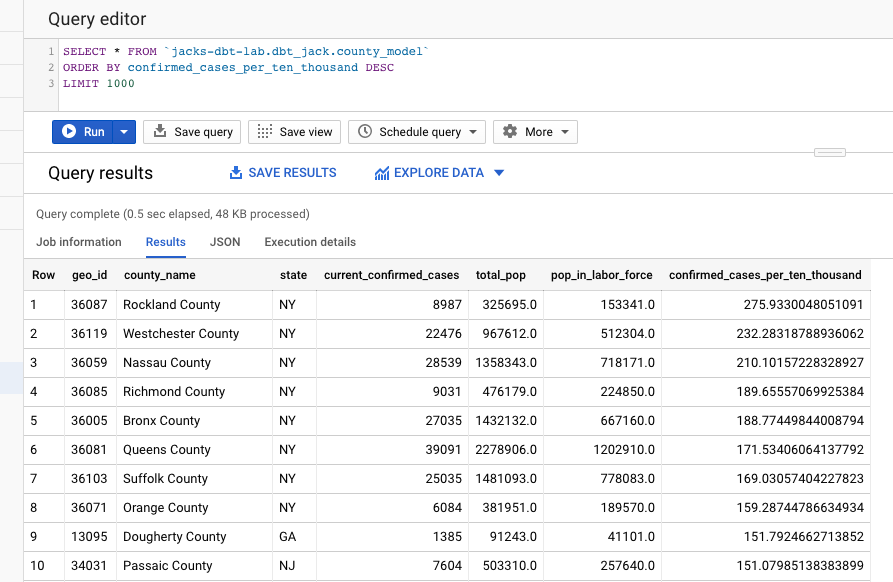 Query editor
1 SELECT * FROM `jacks-dbt-lab.dbt_jack.county_model`
2 ORDER BY confirmed_cases_per_ten_thousand DESC
3 LIMIT 1000
Run Save query Save view Schedule query More
Query results SAVE RESULTS EXPLORE DATA
Query complete (0.5 sec elapsed, 48 KB processed)
Job information Results JSON Execution details
Row geo_id county_name state current_confirmed_cases total_pop pop_in_labor_force confirmed_cases_per_ten_thousand
1 36087 Rockland County NY 8987 325695.0 153341.0 275.9330048051091
2 36119 Westchester County NY 22476 967612.0 512304.0 232.28318788936062
3 36059 Nassau County NY 28539 1358343.0 718171.0 210.10157228328927
4 36085 Richmond County NY 9031 476179.0 224850.0 189.65557069925384
5 36005 Bronx County NY 27035 1432132.0 667160.0 188.77449844008794
6 36081 Queens County NY 39091 2278906.0 1202910.0 171.53406064137792
7 36103 Suffolk County NY 25035 1481093.0 778083.0 169.03057404227823
8 36071 Orange County NY 6084 381951.0 189570.0 159.28744786634934
9 13095 Dougherty County GA 1385 91243.0 41101.0 151.7924662713852
10 34031 Passaic County NJ 7604 503310.0 257640.0 151.07985138383899